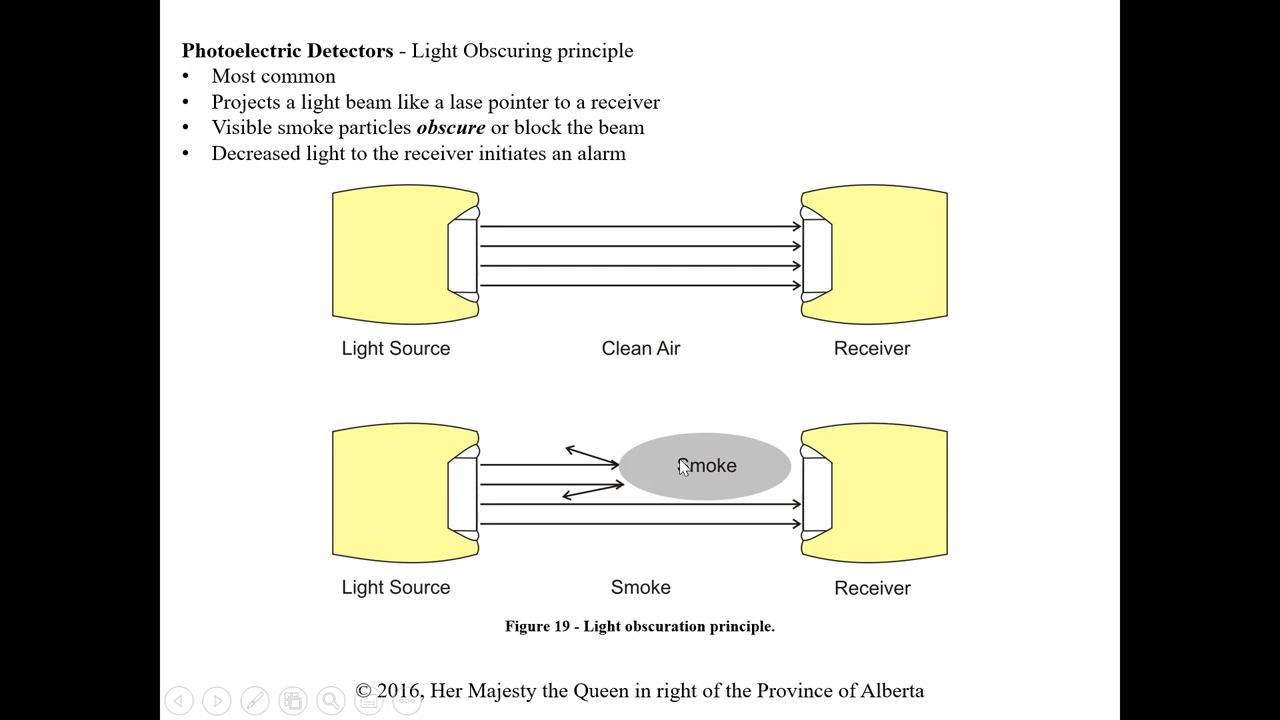 Photoelectric Detectors - Light Obscuring principle
• Most common
• Projects a light beam like a lase pointer to a receiver
• Visible smoke particles obscure or block the beam
• Decreased light to the receiver initiates an alarm
Light Source Clean Air Receiver
Smoke
Light Source Smoke Receiver
Figure 19 - Light obscuration principle.
© 2016, Her Majesty the Queen in right of the Province of Alberta